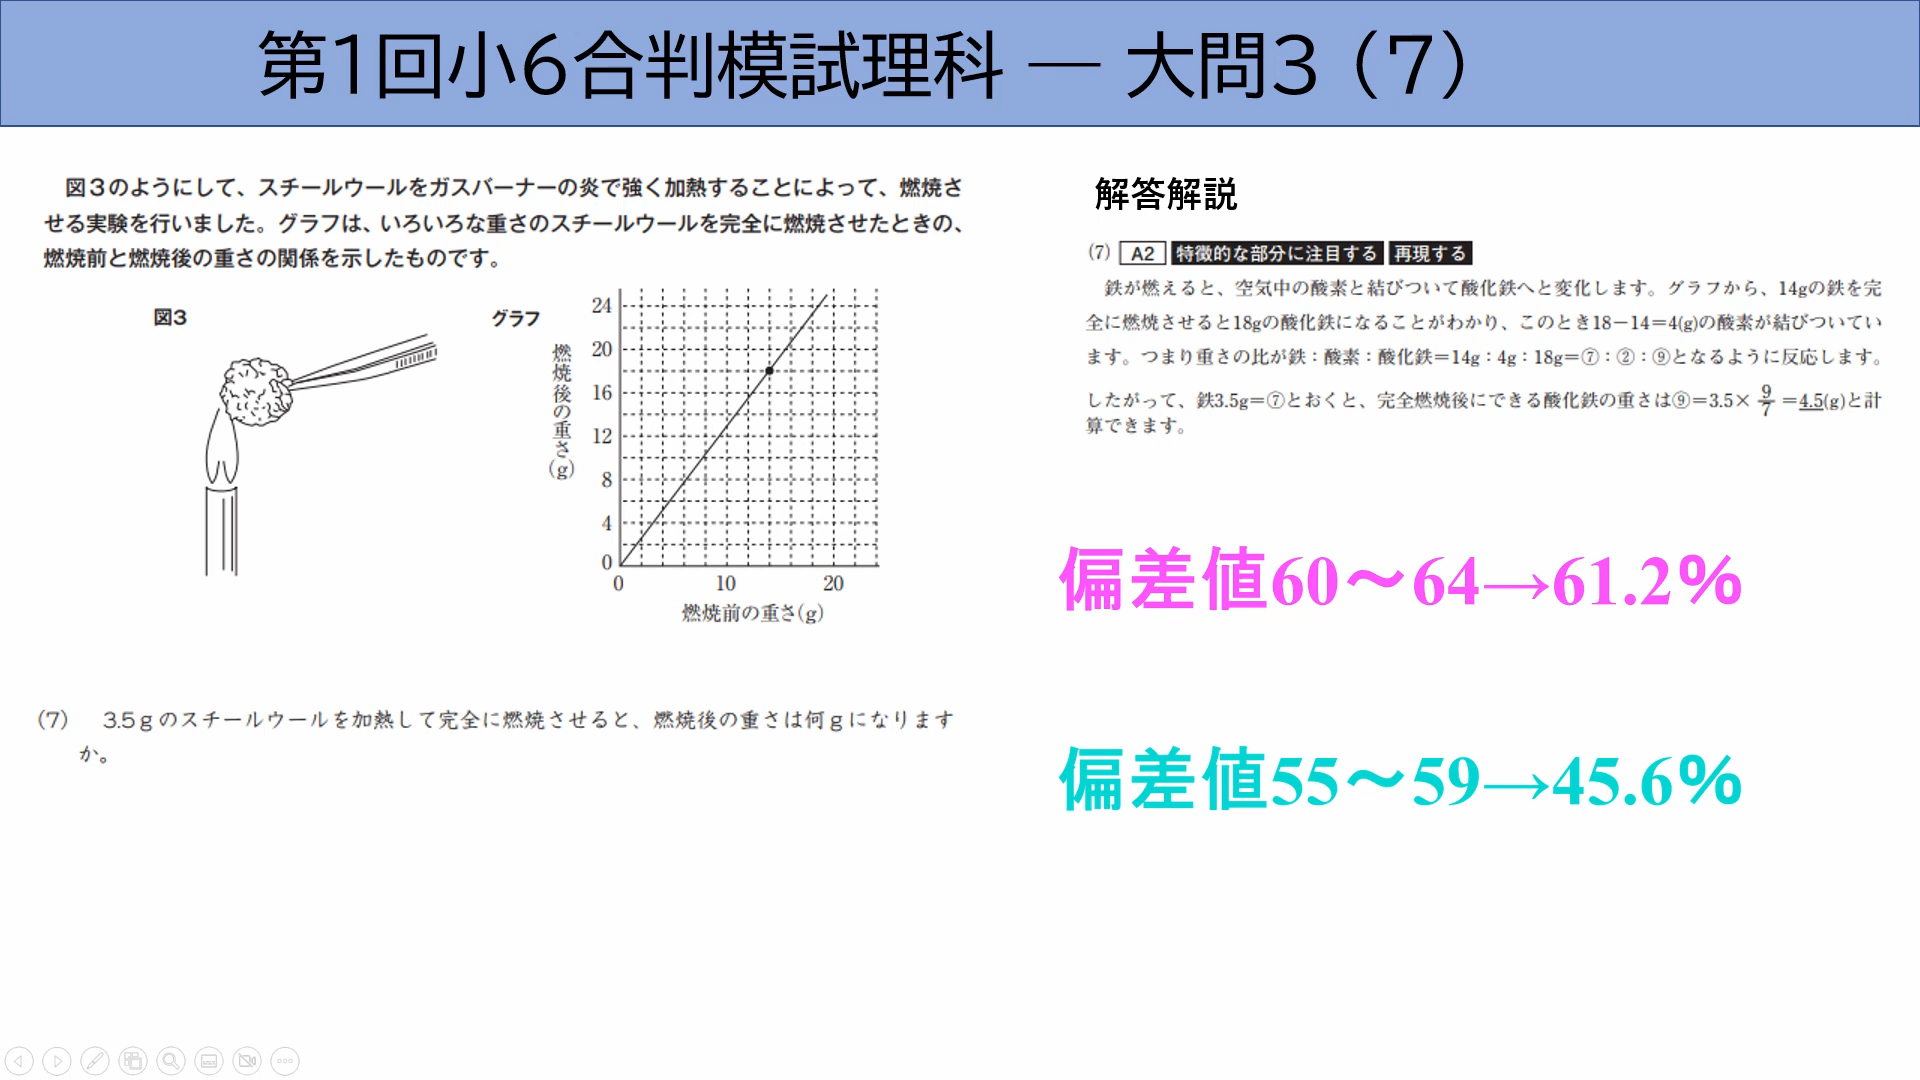 第1回小6合判模試理科 ― 大問3（7）
図3のようにして、スチールウールをガスバーナーの炎で強く加熱することによって、燃焼さ
せる実験を行いました。グラフは、いろいろな重さのスチールウールを完全に燃焼させたときの、
燃焼前と燃焼後の重さの関係を示したものです。
図3
グラフ
燃焼後の重さ(g)
24
20
16
12
8
4
0
0 10 20
燃焼前の重さ(g)
(7) 3.5gのスチールウールを加熱して完全に燃焼させると、燃焼後の重さは何gになります
か。
解答解説
(7) A2 特徴的な部分に注目する 再現する
鉄が燃えると、空気中の酸素と結びついて酸化鉄へと変化します。グラフから、14gの鉄を完
全に燃焼させると18gの酸化鉄になることがわかり、このとき18－14＝4(g)の酸素が結びついてい
ます。つまり重さの比が鉄：酸素：酸化鉄＝14g：4g：18g＝⑦：②：⑨となるように反応します。
したがって、鉄3.5g＝⑦とおくと、完全燃焼後にできる酸化鉄の重さは⑨＝3.5×9/7＝4.5(g)と計
算できます。
偏差値60～64→61.2%
偏差値55～59→45.6%